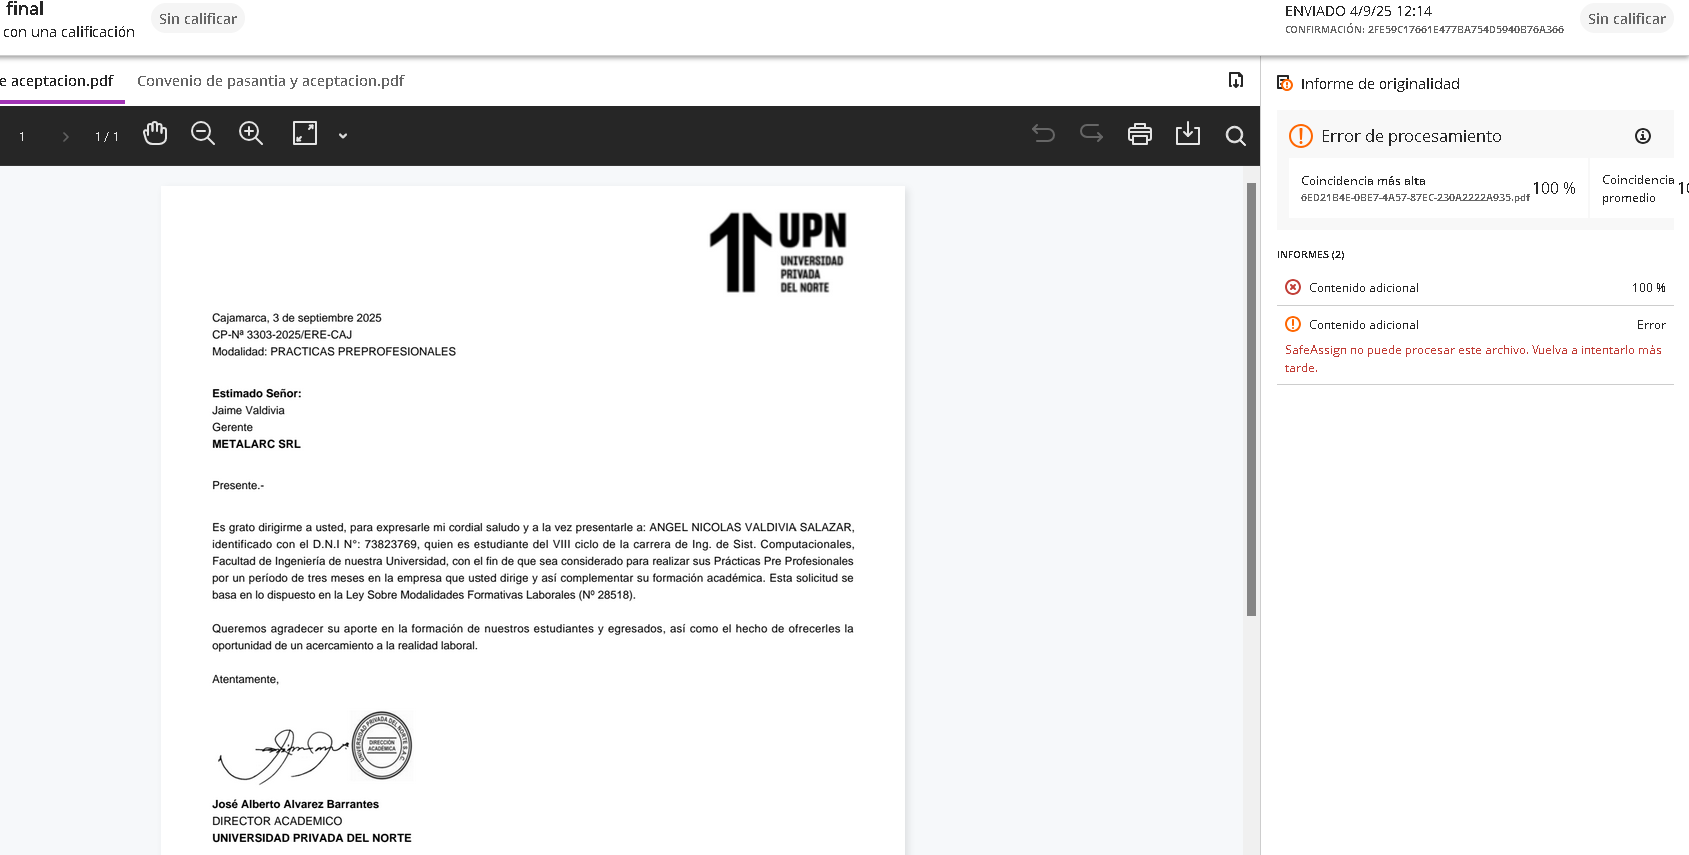 final
con una calificación
Sin calificar
ENVIADO 4/9/25 12:14
CONFIRMACIÓN: 2FE59C17661E477BA754D5940B76A366
Sin calificar
e aceptacion.pdf
Convenio de pasantia y aceptacion.pdf
1
1 / 1
UPN
UNIVERSIDAD
PRIVADA
DEL NORTE
Cajamarca, 3 de septiembre 2025
CP-Nª 3303-2025/ERE-CAJ
Modalidad: PRACTICAS PREPROFESIONALES
Estimado Señor:
Jaime Valdivia
Gerente
METALARC SRL
Presente.-
Es grato dirigirme a usted, para expresarle mi cordial saludo y a la vez presentarle a: ANGEL NICOLAS VALDIVIA SALAZAR,
identificado con el D.N.I N°: 73823769, quien es estudiante del VIII ciclo de la carrera de Ing. de Sist. Computacionales,
Facultad de Ingeniería de nuestra Universidad, con el fin de que sea considerado para realizar sus Prácticas Pre Profesionales
por un período de tres meses en la empresa que usted dirige y así complementar su formación académica. Esta solicitud se
basa en lo dispuesto en la Ley Sobre Modalidades Formativas Laborales (Nº 28518).
Queremos agradecer su aporte en la formación de nuestros estudiantes y egresados, así como el hecho de ofrecerles la
oportunidad de un acercamiento a la realidad laboral.
Atentamente,
UNIVERSIDAD PRIVADA DEL NORTE S.A.C.
DIRECCIÓN
ACADÉMICA
José Alberto Alvarez Barrantes
DIRECTOR ACADEMICO
UNIVERSIDAD PRIVADA DEL NORTE
Informe de originalidad
Error de procesamiento
Coincidencia más alta
6ED21B4E-0BE7-4A57-87EC-230A2222A935.pdf
100 %
Coincidencia
promedio
10
INFORMES (2)
Contenido adicional
100 %
Contenido adicional
Error
SafeAssign no puede procesar este archivo. Vuelva a intentarlo más
tarde.